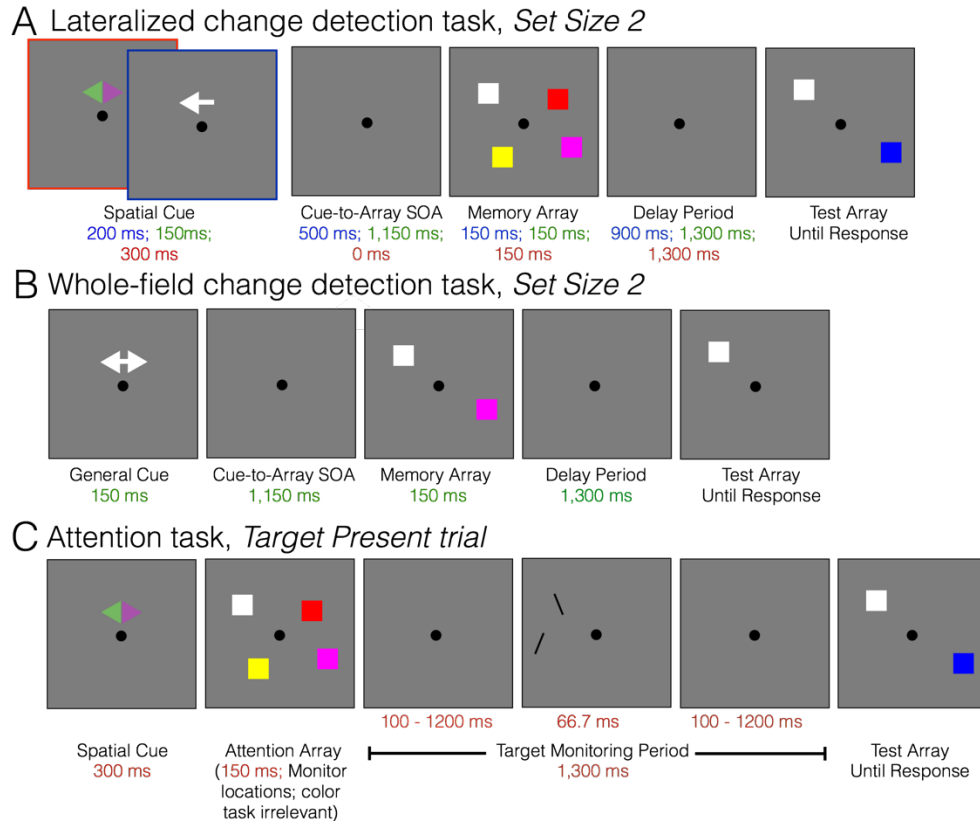 A Lateralized change detection task, Set Size 2
Spatial Cue
200 ms; 150ms;
300 ms
Cue-to-Array SOA
500 ms; 1,150 ms;
0 ms
Memory Array
150 ms; 150 ms;
150 ms
Delay Period
900 ms; 1,300 ms;
1,300 ms
Test Array
Until Response
B Whole-field change detection task, Set Size 2
General Cue
150 ms
Cue-to-Array SOA
1,150 ms
Memory Array
150 ms
Delay Period
1,300 ms
Test Array
Until Response
C Attention task, Target Present trial
Spatial Cue
300 ms
Attention Array
(150 ms; Monitor
locations; color
task irrelevant)
100 - 1200 ms
66.7 ms
100 - 1200 ms
Target Monitoring Period
1,300 ms
Test Array
Until Response